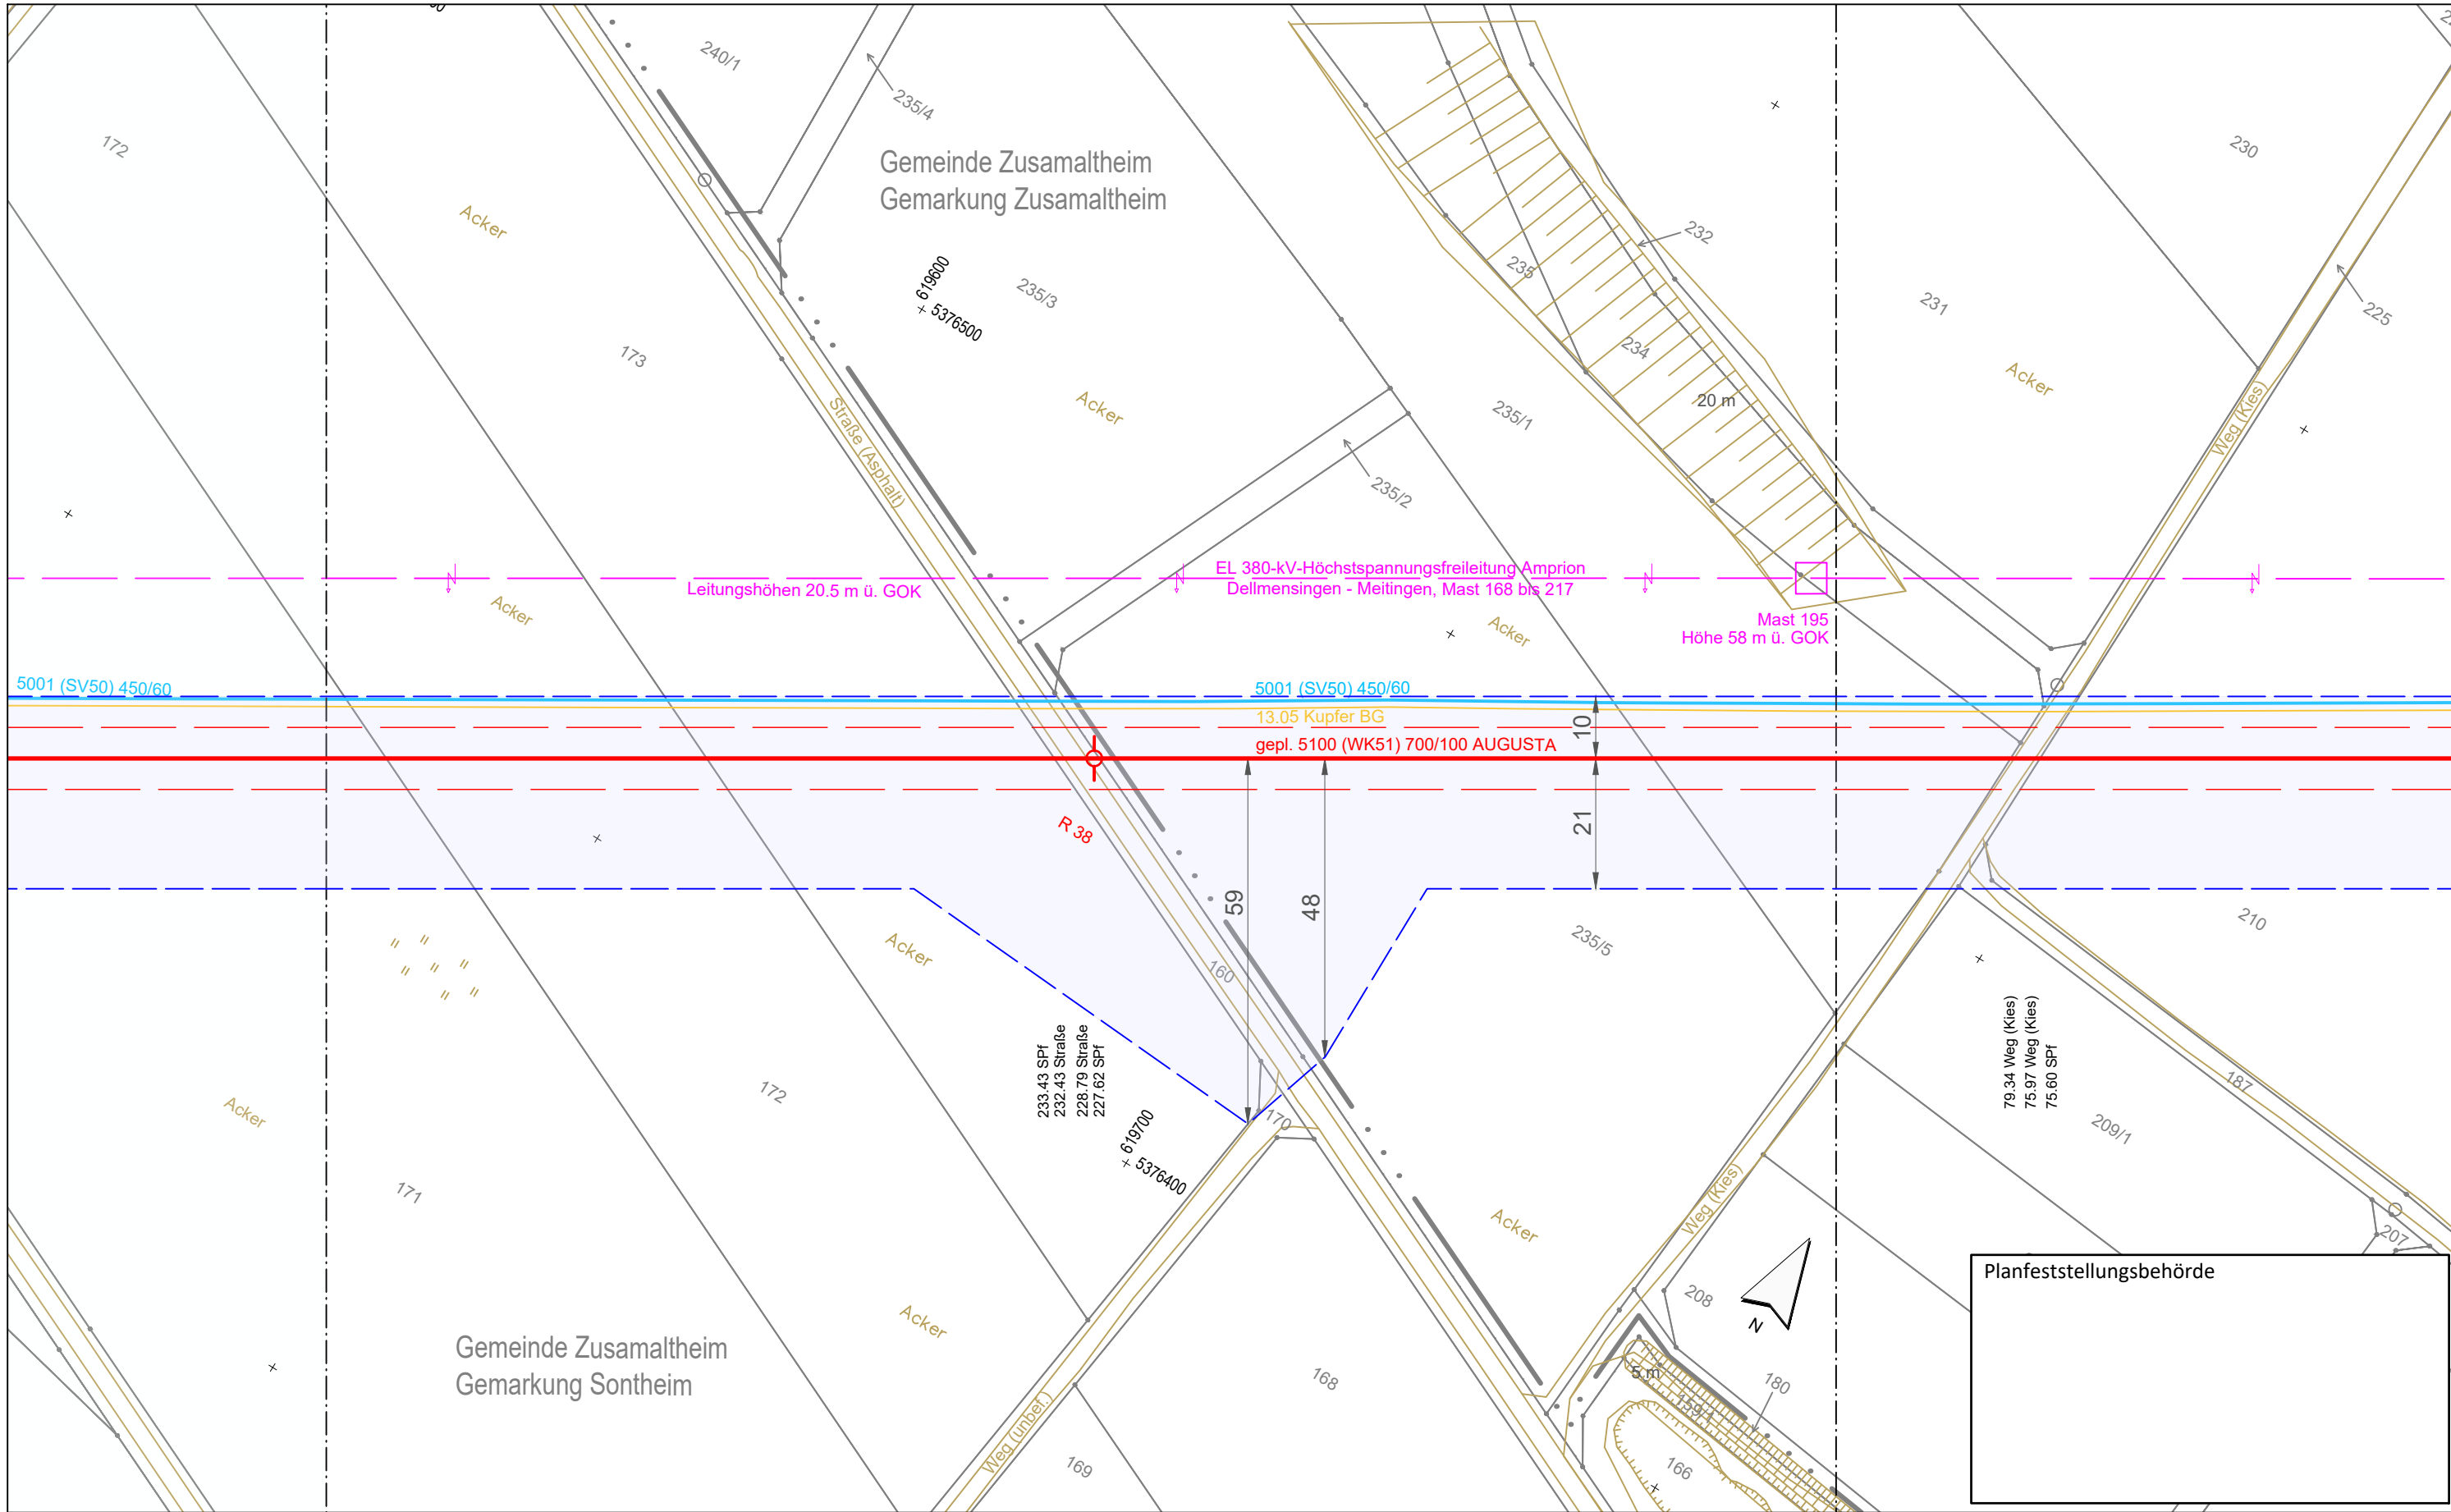 240/1
235/4
172
Gemeinde Zusamaltheim
Gemarkung Zusamaltheim
230
Acker
232
235
619600
5376500
235/3
231
225
173
234
Acker
Acker
20 m
235/1
Straße (Asphalt)
Weg (Kies)
235/2
EL 380-kV-Höchstspannungsfreileitung Amprion
Dellmensingen - Meitingen, Mast 168 bis 217
Leitungshöhen 20.5 m ü. GOK
Acker
Acker
Mast 195
Höhe 58 m ü. GOK
5001 (SV50) 450/60
5001 (SV50) 450/60
13.05 Kupfer BG
10
gepl. 5100 (WK51) 700/100 AUGUSTA
R 38
21
59
48
210
235/5
Acker
160
233.43 SPf
232.43 Straße
228.79 Straße
227.62 SPf
79.34 Weg (Kies)
75.97 Weg (Kies)
75.60 SPf
172
Acker
187
170
209/1
619700
5376400
171
Weg (Kies)
Acker
207
Planfeststellungsbehörde
208
N
Acker
Gemeinde Zusamaltheim
Gemarkung Sontheim
168
5 m
180
159/1
Weg (unbef.)
169
166